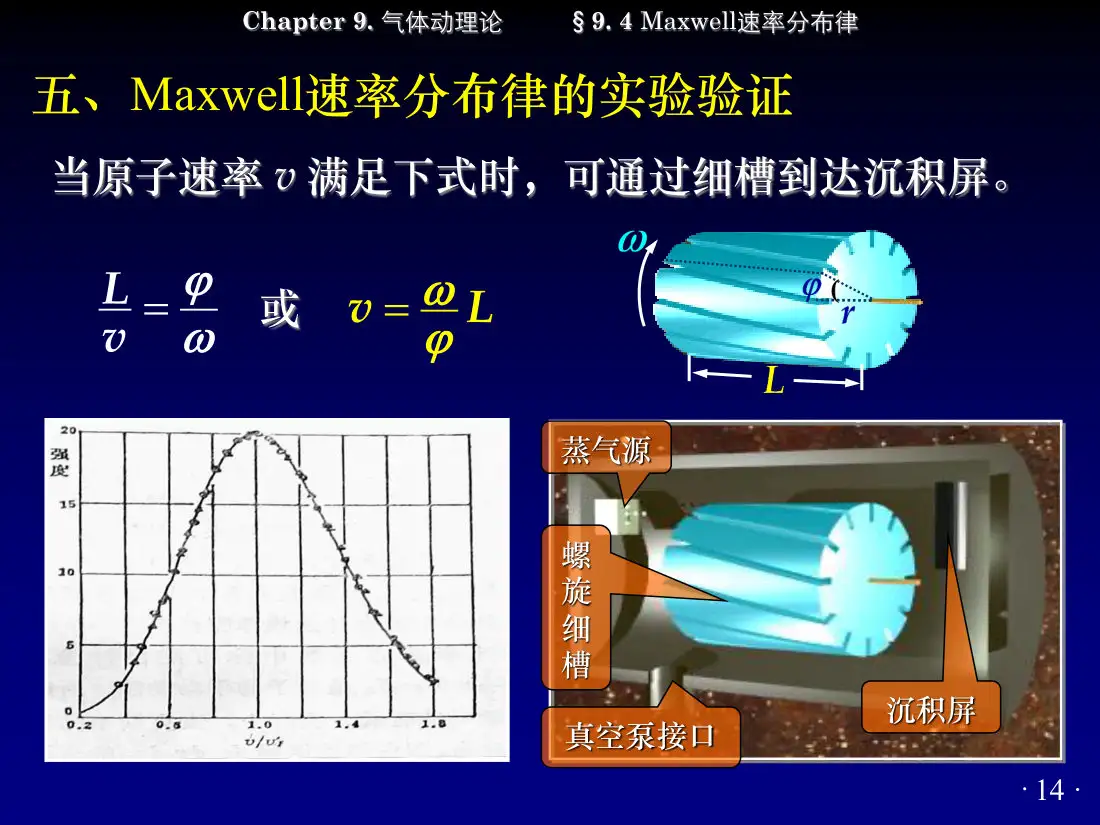 Chapter 9. 气体动理论 §9. 4 Maxwell速率分布律
五、Maxwell速率分布律的实验验证
当原子速率 v 满足下式时，可通过细槽到达沉积屏。
L/v = φ/ω 或 v = ω/φ L
ω
φ
r
L
20
强度
15
10
5
0
0.2 0.6 1.0 1.4 1.8
蒸气源
螺旋细槽
沉积屏
真空泵接口
· 14 ·